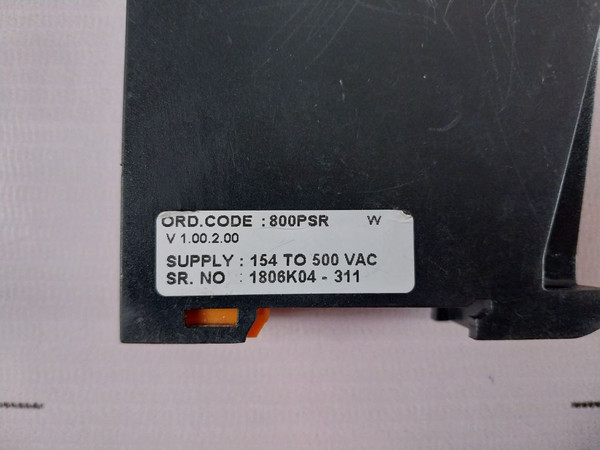 ORD.CODE : 800PSR W
V 1.00.2.00
SUPPLY : 154 TO 500 VAC
SR. NO : 1806K04 - 311